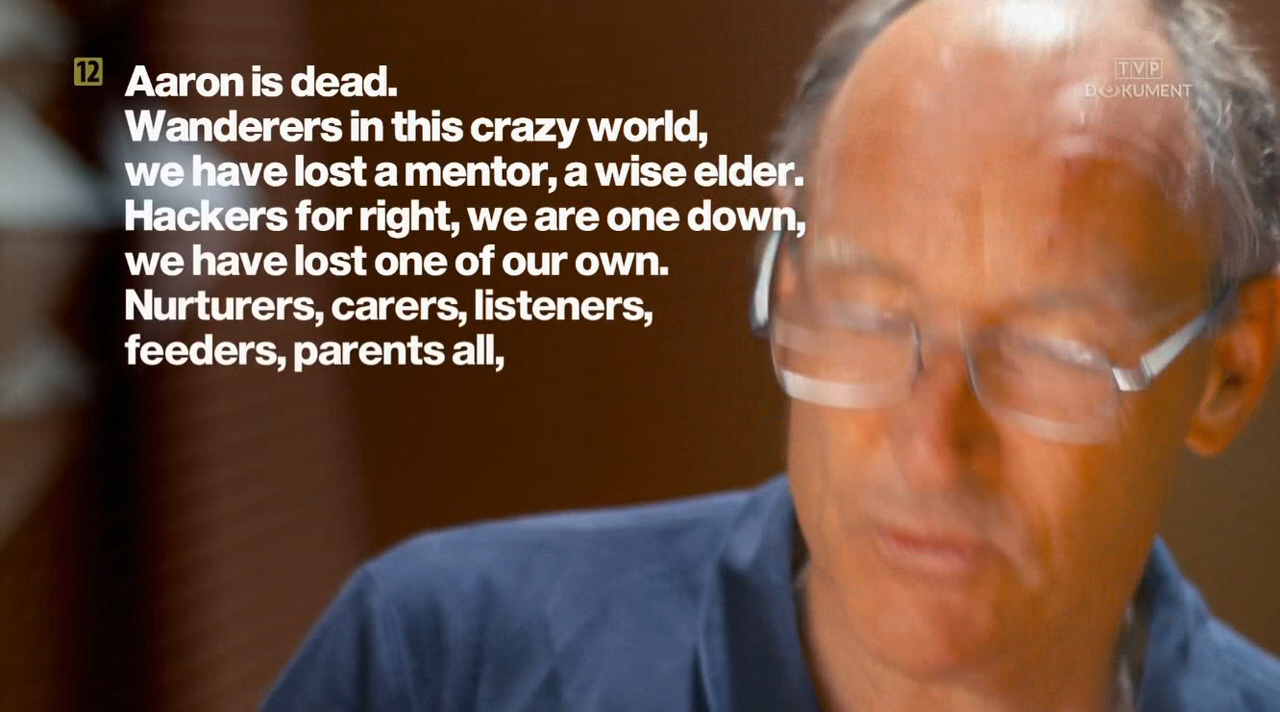 12
Aaron is dead.
Wanderers in this crazy world,
we have lost a mentor, a wise elder.
Hackers for right, we are one down,
we have lost one of our own.
Nurturers, carers, listeners,
feeders, parents all,
TVP
DOKUMENT